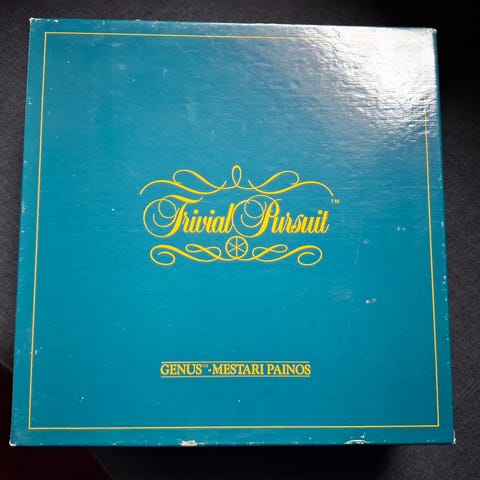 Trivial Pursuit™
GENUS™-MESTARI PAINOS